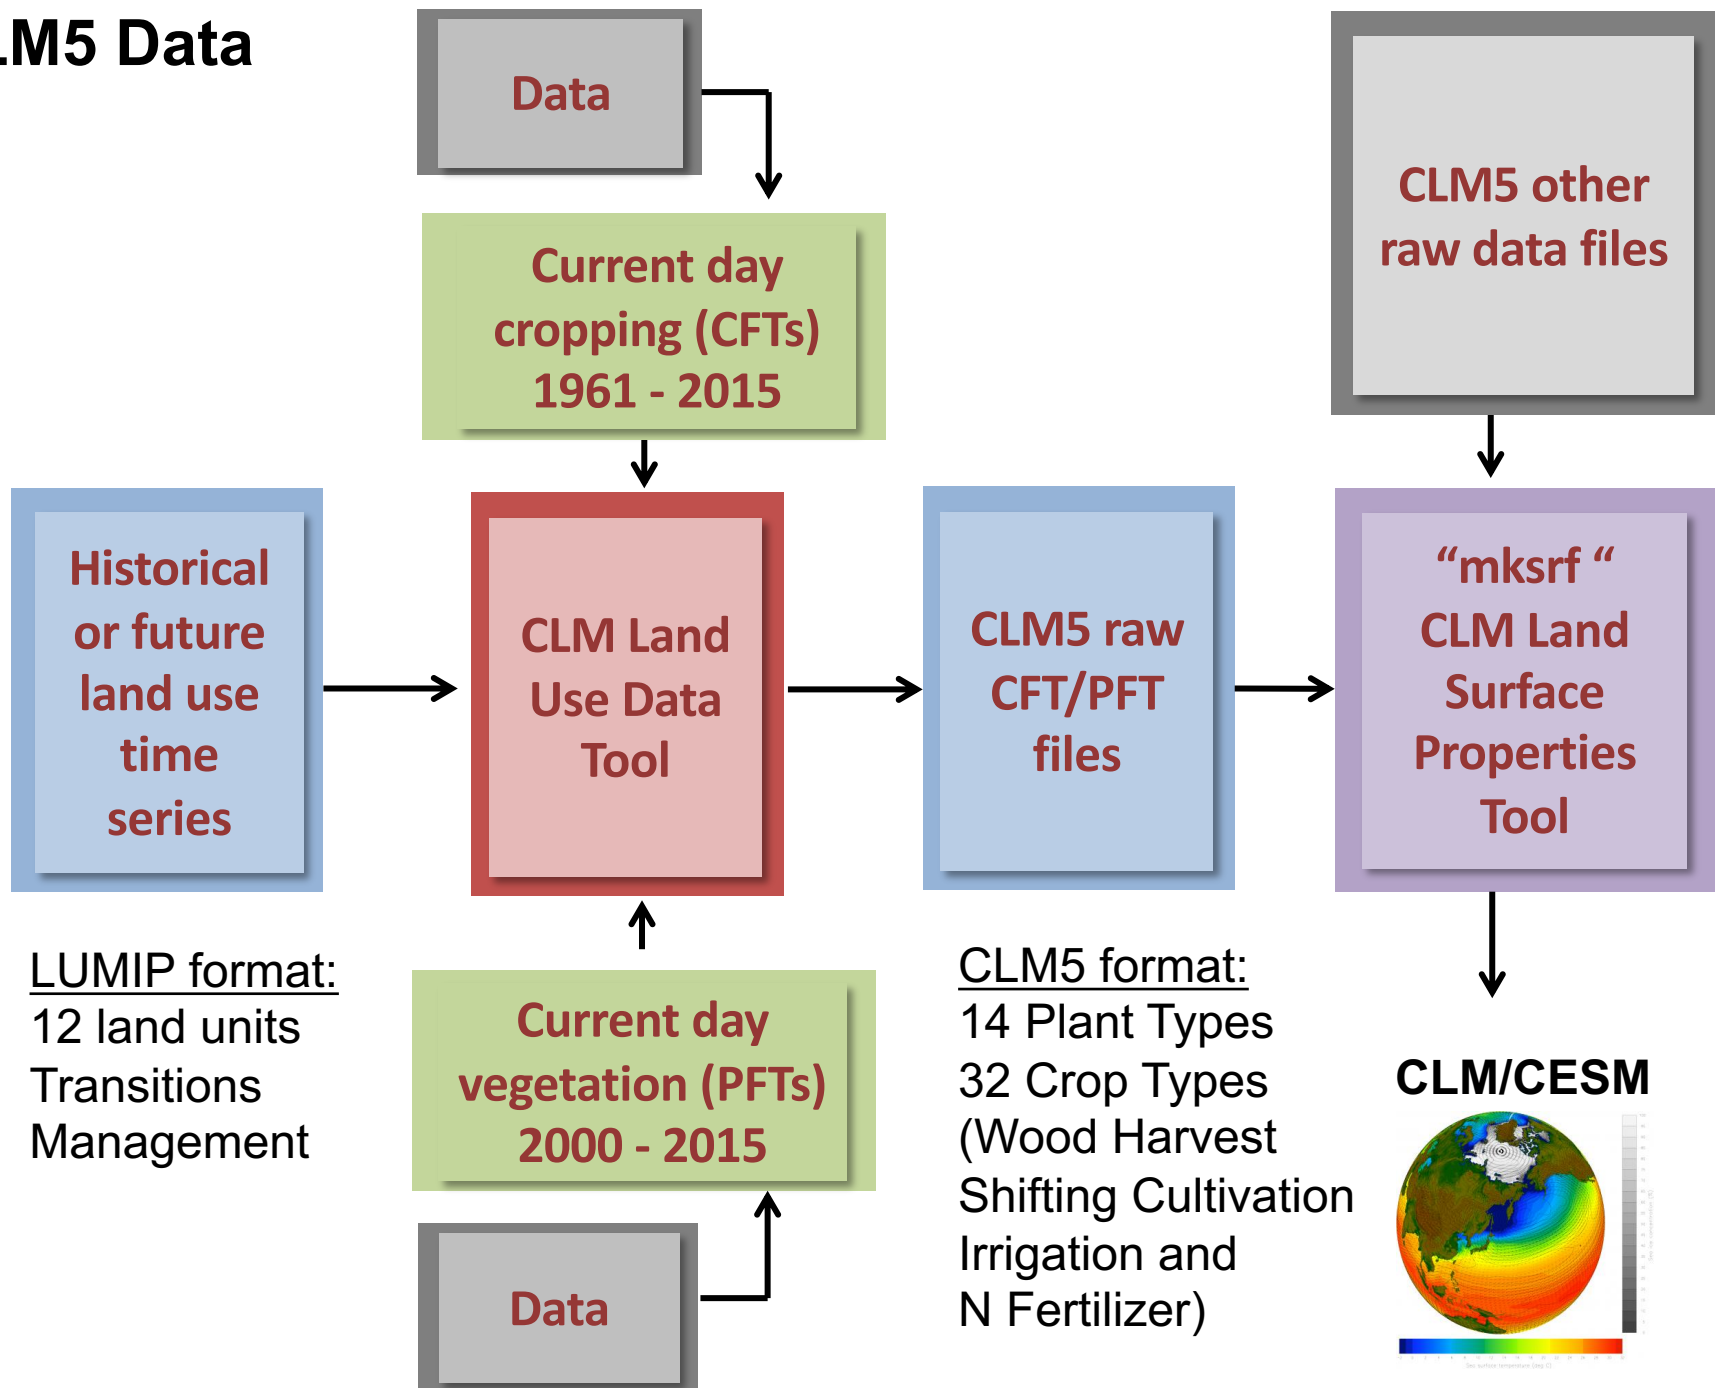 LM5 Data
Data
Current day
cropping (CFTs)
1961 - 2015
CLM5 other
raw data files
Historical
or future
land use
time
series
CLM Land
Use Data
Tool
CLM5 raw
CFT/PFT
files
“mksrf “
CLM Land
Surface
Properties
Tool
LUMIP format:
12 land units
Transitions
Management
Current day
vegetation (PFTs)
2000 - 2015
Data
CLM5 format:
14 Plant Types
32 Crop Types
(Wood Harvest
Shifting Cultivation
Irrigation and
N Fertilizer)
CLM/CESM